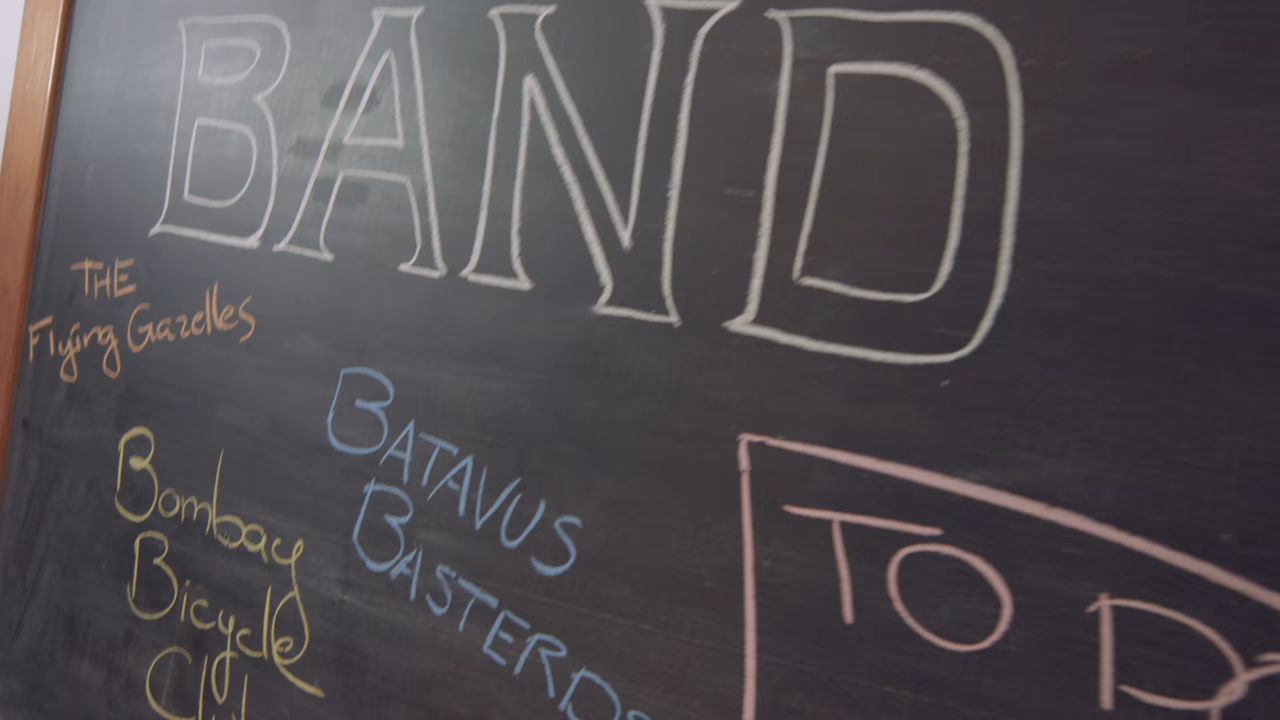 BAND
THE
Flying Gazelles
BATAVUS
BASTERDS
Bombay
Bicycle
TO